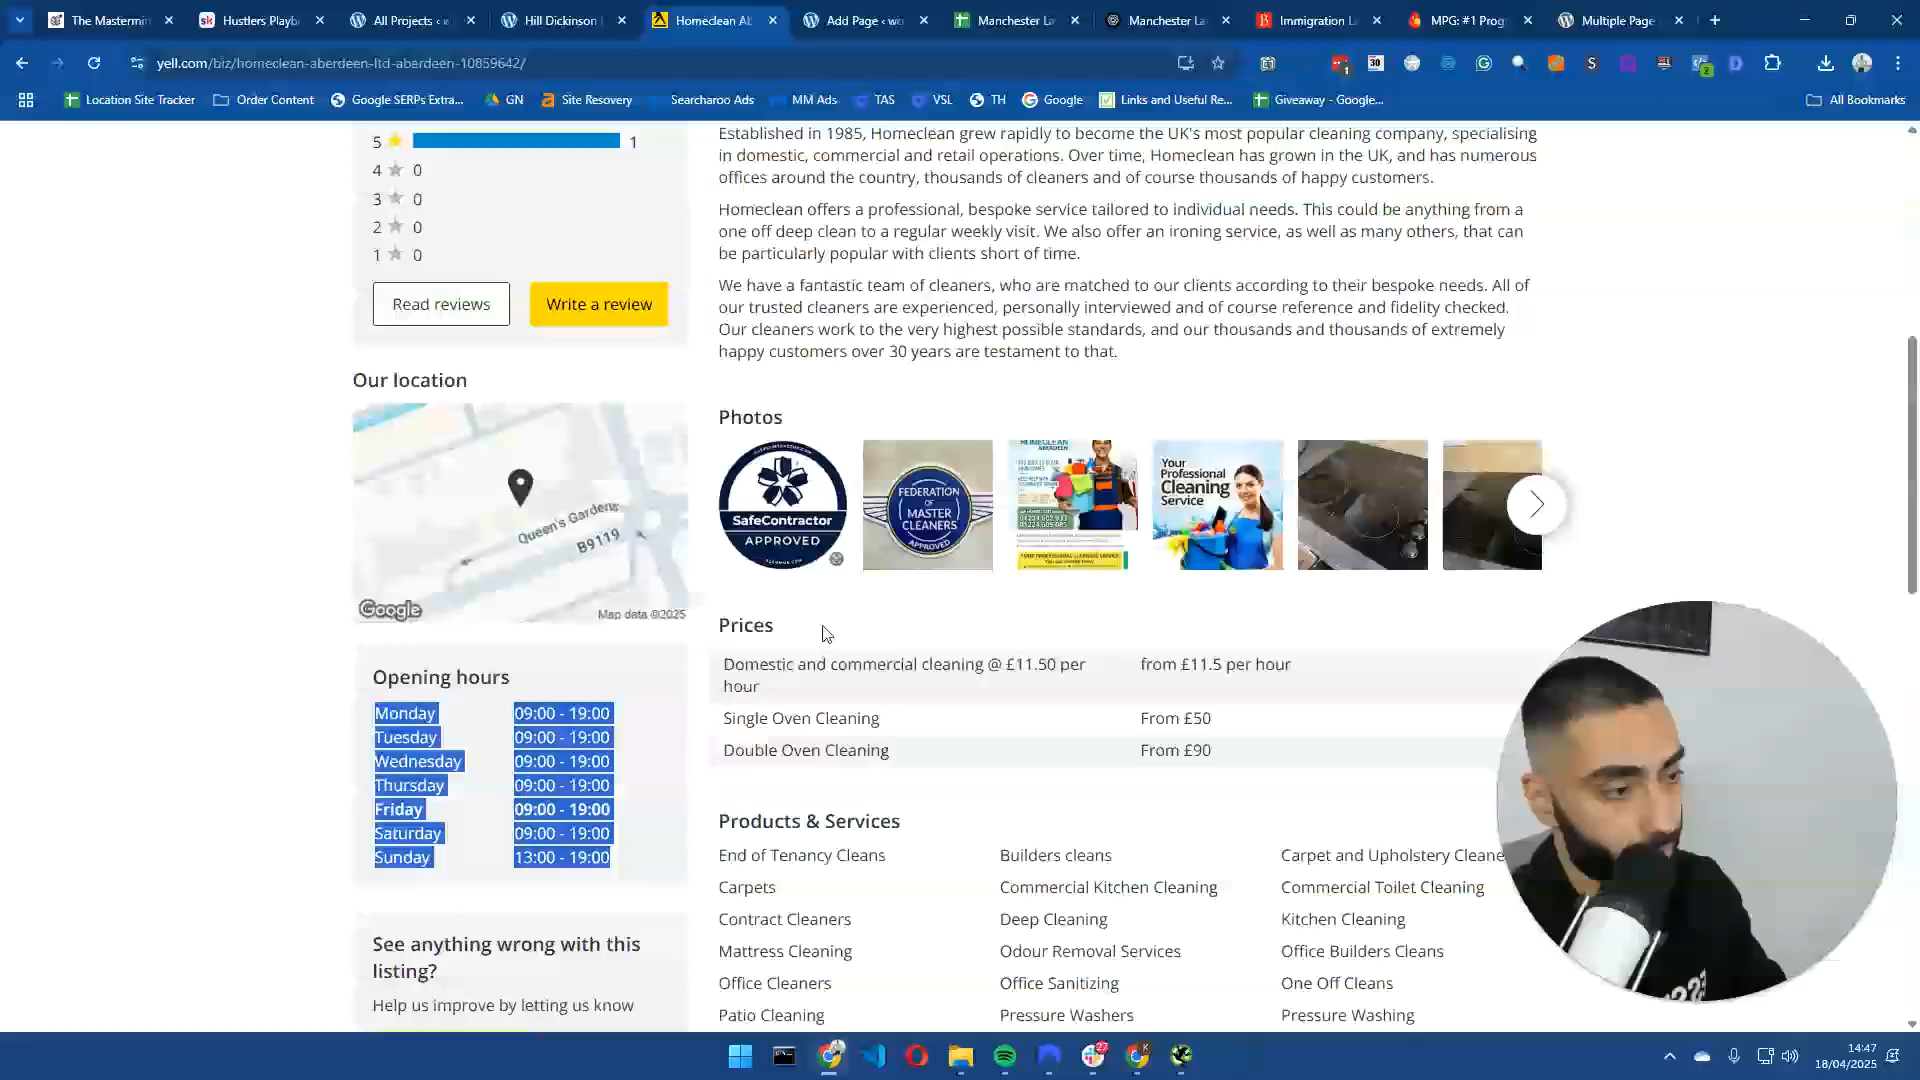 The Mastermin
Hustlers Playb
All Projects ‹ w
Hill Dickinson
Homeclean Ab
Add Page ‹ wo
Manchester La
Manchester La
Immigration L
MPG: #1 Prog
Multiple Page
yell.com/biz/homeclean-aberdeen-ltd-aberdeen-10859642/
Location Site Tracker
Order Content
Google SERPs Extra...
GN
Site Recovery
Searcharoo Ads
MM Ads
TAS
VSL
TH
Google
Links and Useful Re...
Giveaway - Google...
All Bookmarks
5 1
4 0
3 0
2 0
1 0
Read reviews
Write a review
Our location
Queen's Gardens
B9119
Google
Map data ©2025
Opening hours
Monday 09:00 - 19:00
Tuesday 09:00 - 19:00
Wednesday 09:00 - 19:00
Thursday 09:00 - 19:00
Friday 09:00 - 19:00
Saturday 09:00 - 19:00
Sunday 13:00 - 19:00
See anything wrong with this
listing?
Help us improve by letting us know
Established in 1985, Homeclean grew rapidly to become the UK's most popular cleaning company, specialising
in domestic, commercial and retail operations. Over time, Homeclean has grown in the UK, and has numerous
offices around the country, thousands of cleaners and of course thousands of happy customers.
Homeclean offers a professional, bespoke service tailored to individual needs. This could be anything from a
one off deep clean to a regular weekly visit. We also offer an ironing service, as well as many others, that can
be particularly popular with clients short of time.
We have a fantastic team of cleaners, who are matched to our clients according to their bespoke needs. All of
our trusted cleaners are experienced, personally interviewed and of course reference and fidelity checked.
Our cleaners work to the very highest possible standards, and our thousands and thousands of extremely
happy customers over 30 years are testament to that.
Photos
SafeContractor
APPROVED
FEDERATION
OF
MASTER
CLEANERS
APPROVED
HOMECLEAN
ABERDEEN
Your
Professional
Cleaning
Service
Prices
Domestic and commercial cleaning @ £11.50 per
hour
from £11.5 per hour
Single Oven Cleaning From £50
Double Oven Cleaning From £90
Products & Services
End of Tenancy Cleans Builders cleans Carpet and Upholstery Cleane
Carpets Commercial Kitchen Cleaning Commercial Toilet Cleaning
Contract Cleaners Deep Cleaning Kitchen Cleaning
Mattress Cleaning Odour Removal Services Office Builders Cleans
Office Cleaners Office Sanitizing One Off Cleans
Patio Cleaning Pressure Washers Pressure Washing
27
14:47
18/04/2025